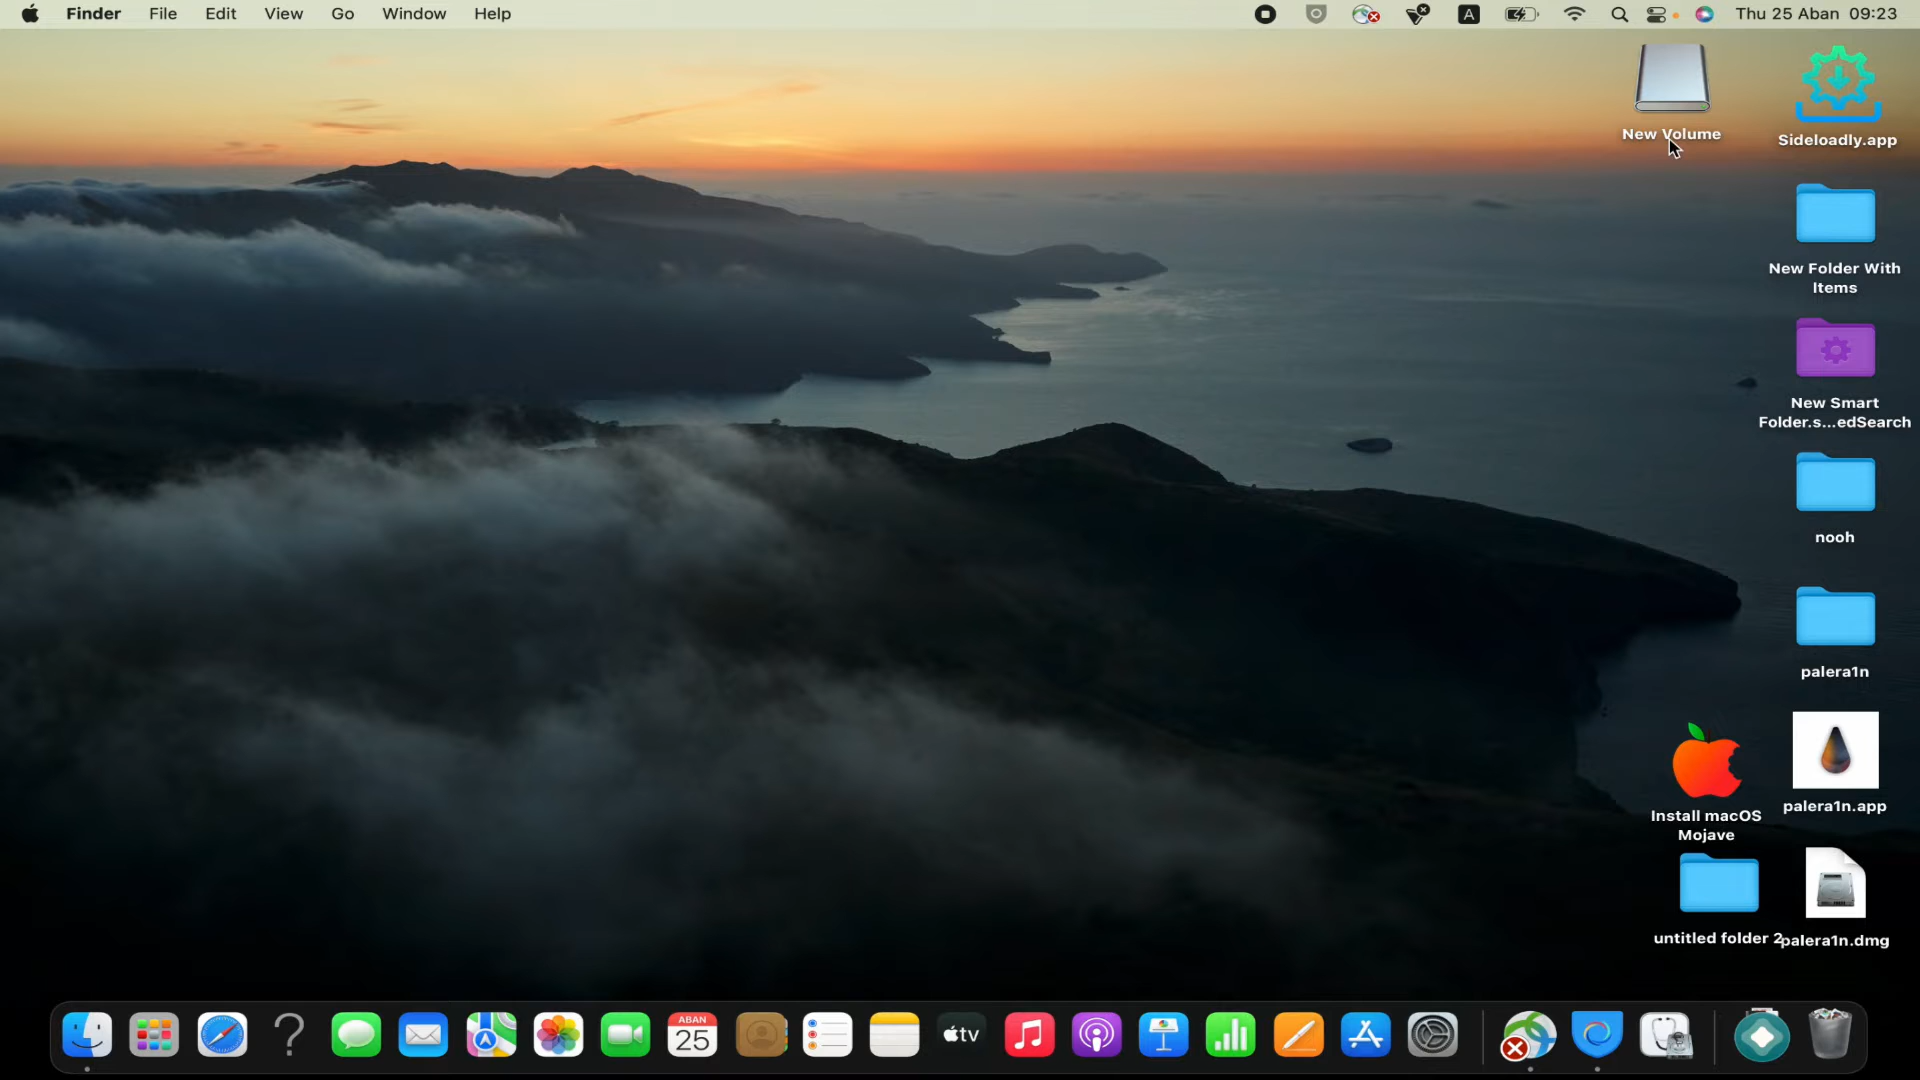 Finder File Edit View Go Window Help A Thu 25 Aban 09:23
New Volume
Sideloadly.app
New Folder With
Items
New Smart
Folder.s...edSearch
nooh
palera1n
Install macOS
Mojave
palera1n.app
untitled folder 2
palera1n.dmg
ABAN
25
tv